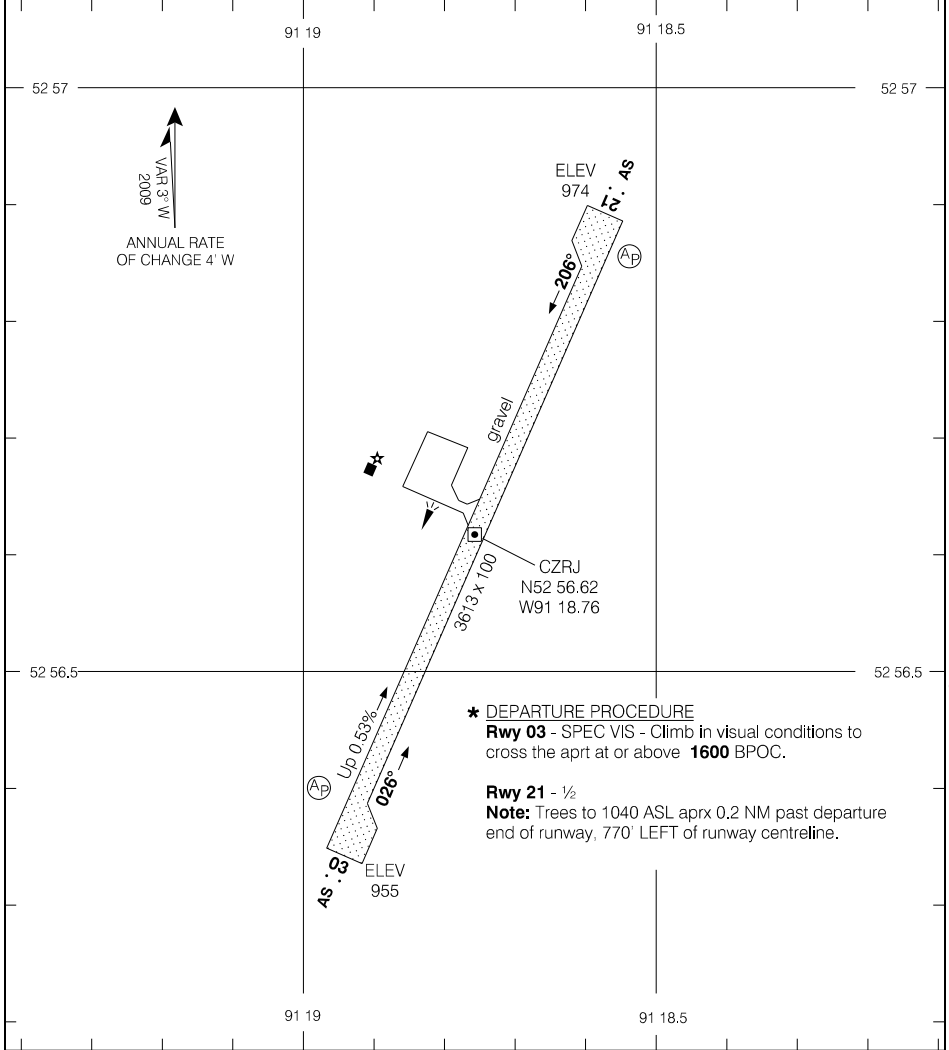 91 19
91 18.5
52 57
52 57
VAR 3° W
2009
ANNUAL RATE
OF CHANGE 4' W
ELEV
974
21
AS
AP
206°
gravel
CZRJ
N52 56.62
W91 18.76
3613 x 100
52 56.5
52 56.5
Up 0.53%
026°
AP
03
AS
ELEV
955
* DEPARTURE PROCEDURE
Rwy 03 - SPEC VIS - Climb in visual conditions to
cross the aprt at or above 1600 BPOC.
Rwy 21 - ½
Note: Trees to 1040 ASL aprx 0.2 NM past departure
end of runway, 770' LEFT of runway centreline.
91 19
91 18.5